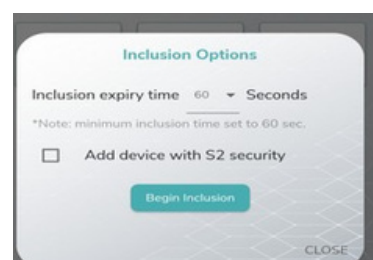 Inclusion Options
Inclusion expiry time 60 Seconds
*Note: minimum inclusion time set to 60 sec.
Add device with S2 security
Begin Inclusion
CLOSE